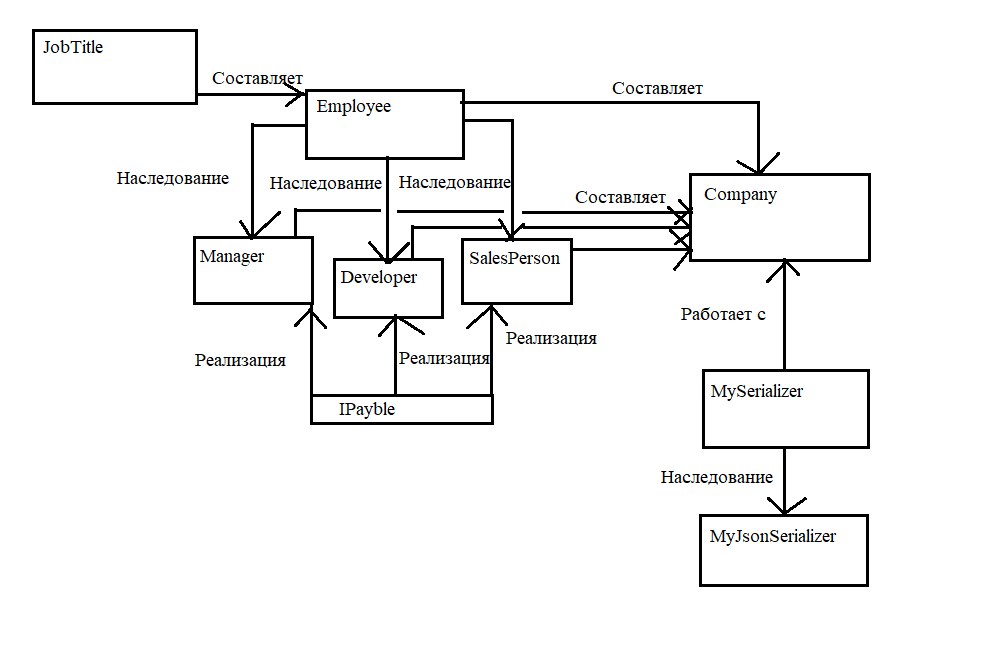 JobTitle
Составляет
Составляет
Employee
Наследование
Наследование
Наследование
Составляет
Company
Manager
Developer
SalesPerson
Работает с
Реализация
Реализация
Реализация
IPayble
MySerializer
Наследование
MyJsonSerializer